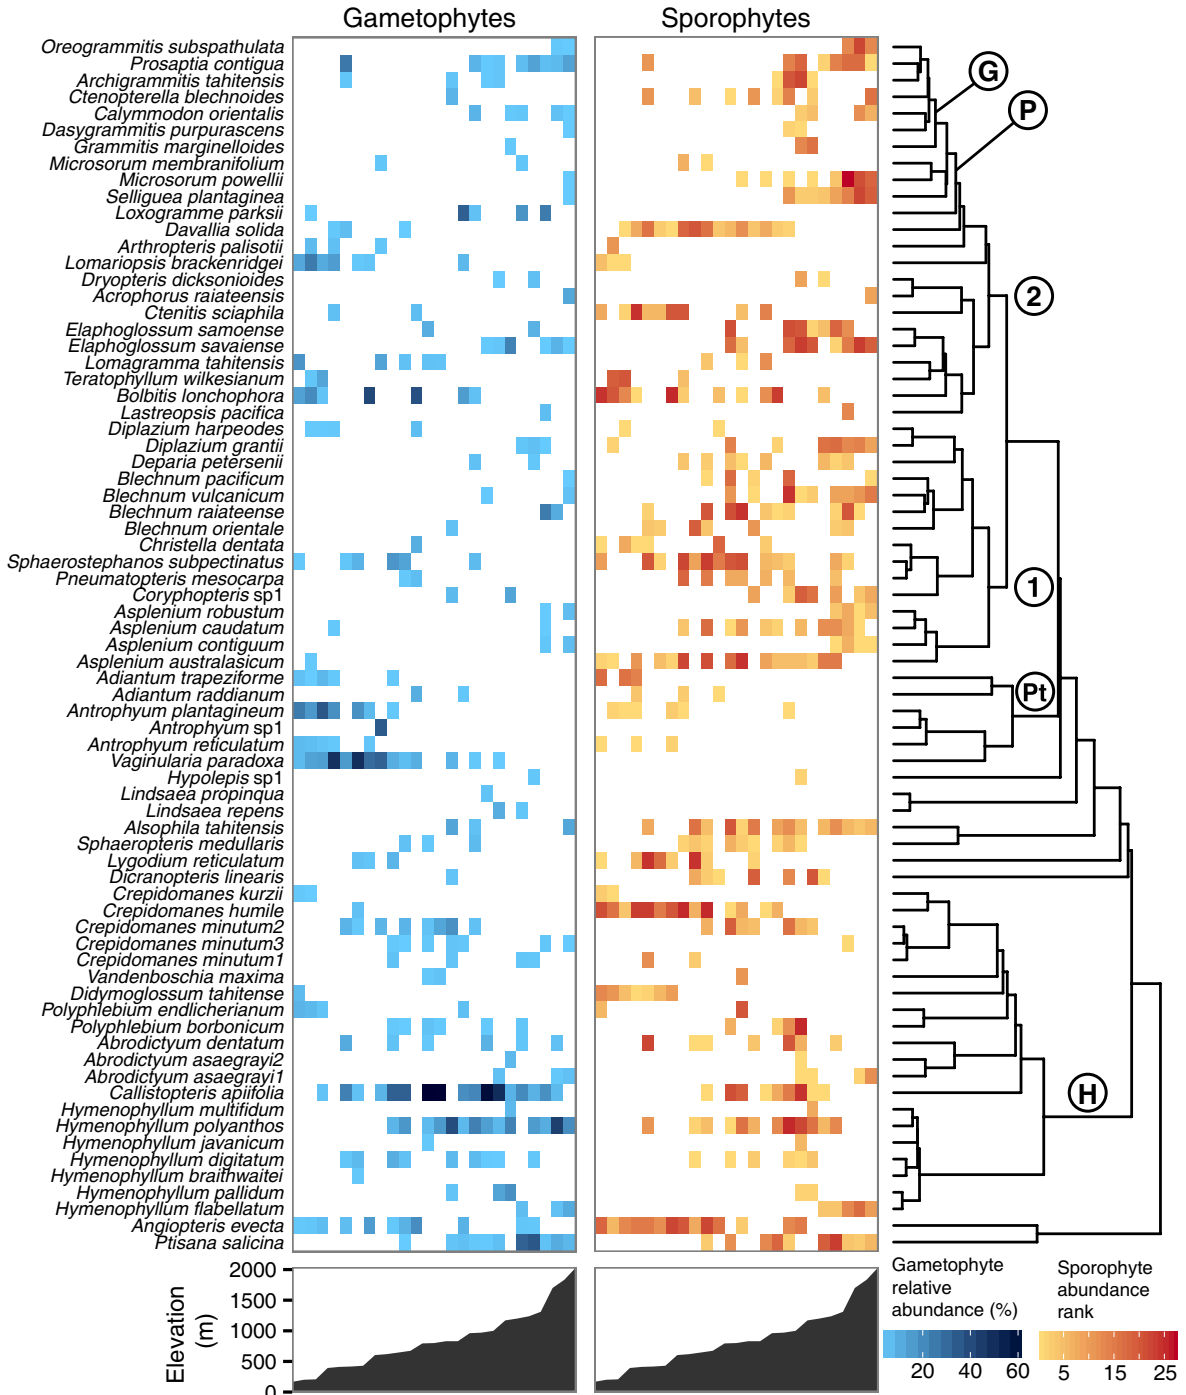 Gametophytes Sporophytes
Oreogrammitis subspathulata
Prosaptia contigua
Archigrammitis tahitensis
Ctenopterella blechnoides
Calymmodon orientalis
Dasygrammitis purpurascens
Grammitis marginelloides
Microsorum membranifolium
Microsorum powellii
Selliguea plantaginea
Loxogramme parksii
Davallia solida
Arthropteris palisotii
Lomariopsis brackenridgei
Dryopteris dicksonioides
Acrophorus raiateensis
Ctenitis sciaphila
Elaphoglossum samoense
Elaphoglossum savaiense
Lomagramma tahitensis
Teratophyllum wilkesianum
Bolbitis lonchophora
Lastreopsis pacifica
Diplazium harpeodes
Diplazium grantii
Deparia petersenii
Blechnum pacificum
Blechnum vulcanicum
Blechnum raiateense
Blechnum orientale
Christella dentata
Sphaerostephanos subpectinatus
Pneumatopteris mesocarpa
Coryphopteris sp1
Asplenium robustum
Asplenium caudatum
Asplenium contiguum
Asplenium australasicum
Adiantum trapeziforme
Adiantum raddianum
Antrophyum plantagineum
Antrophyum sp1
Antrophyum reticulatum
Vaginularia paradoxa
Hypolepis sp1
Lindsaea propinqua
Lindsaea repens
Alsophila tahitensis
Sphaeropteris medullaris
Lygodium reticulatum
Dicranopteris linearis
Crepidomanes kurzii
Crepidomanes humile
Crepidomanes minutum2
Crepidomanes minutum3
Crepidomanes minutum1
Vandenboschia maxima
Didymoglossum tahitense
Polyphlebium endlicherianum
Polyphlebium borbonicum
Abrodictyum dentatum
Abrodictyum asaegrayi2
Abrodictyum asaegrayi1
Callistopteris apiifolia
Hymenophyllum multifidum
Hymenophyllum polyanthos
Hymenophyllum javanicum
Hymenophyllum digitatum
Hymenophyllum braithwaitei
Hymenophyllum pallidum
Hymenophyllum flabellatum
Angiopteris evecta
Ptisana salicina
G
P
2
1
Pt
H
Elevation
(m)
2000
1500
1000
500
0
Gametophyte
relative
abundance (%)
20 40 60
Sporophyte
abundance
rank
5 15 25